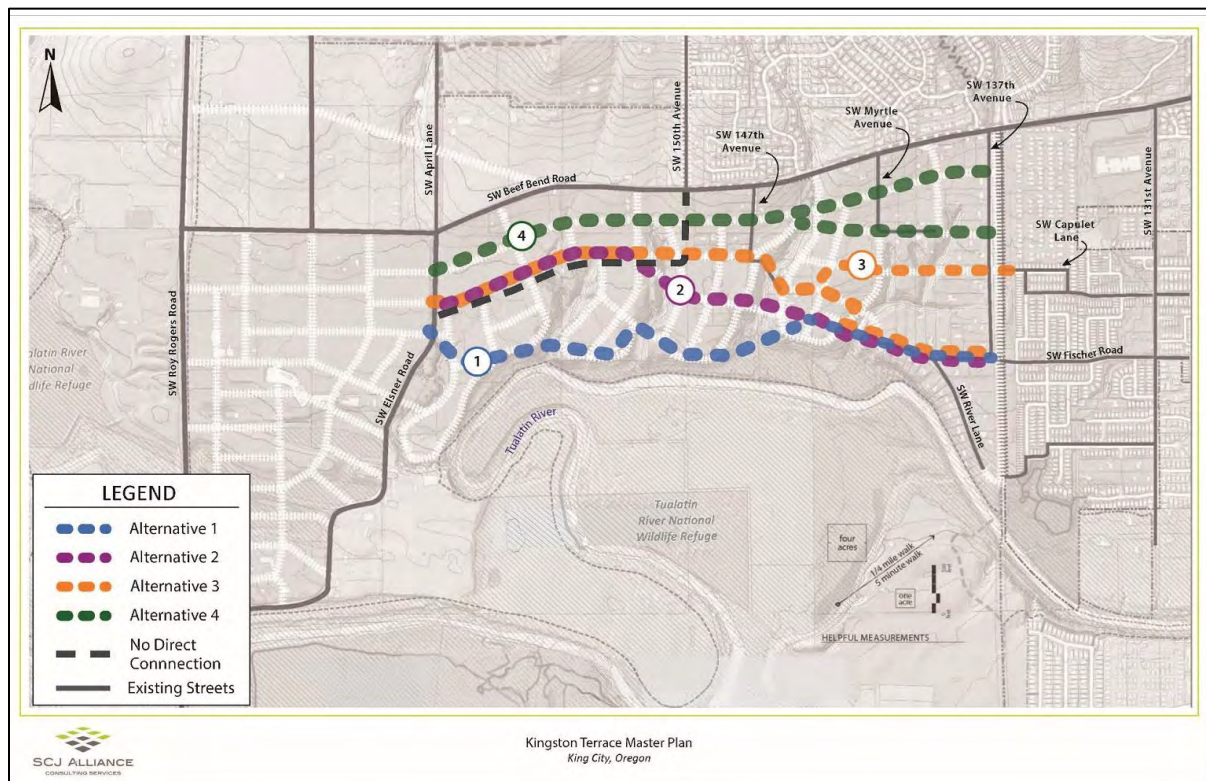 N
SW Roy Rogers Road
SW April Lane
SW Beef Bend Road
SW 150th Avenue
SW 147th
Avenue
SW Myrtle
Avenue
SW 137th
Avenue
SW 131st Avenue
SW Capulet
Lane
4
3
2
1
SW Elsner Road
SW Fischer Road
SW River Lane
ualatin River
National
ildlife Refuge
Tualatin River
Tualatin
River National
Wildlife Refuge
four
acres
1/4 mile walk
5 minute walk
one
acre
HELPFUL MEASUREMENTS
LEGEND
Alternative 1
Alternative 2
Alternative 3
Alternative 4
No Direct
Connnection
Existing Streets
SCJ ALLIANCE
CONSULTING SERVICES
Kingston Terrace Master Plan
King City, Oregon